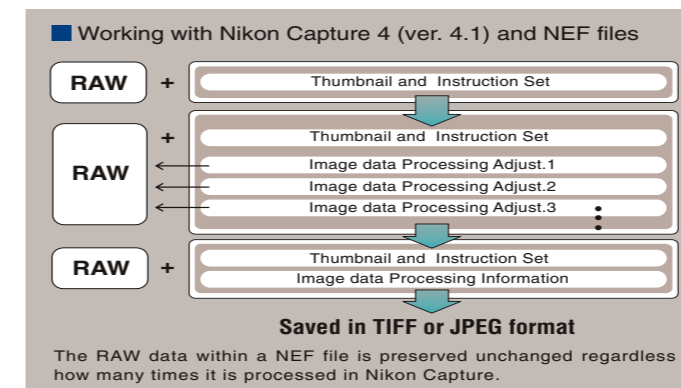 Working with Nikon Capture 4 (ver. 4.1) and NEF files
RAW + Thumbnail and Instruction Set
+ Thumbnail and Instruction Set
RAW
Image data Processing Adjust.1
Image data Processing Adjust.2
Image data Processing Adjust.3
RAW + Thumbnail and Instruction Set
Image data Processing Information
Saved in TIFF or JPEG format
The RAW data within a NEF file is preserved unchanged regardless
how many times it is processed in Nikon Capture.